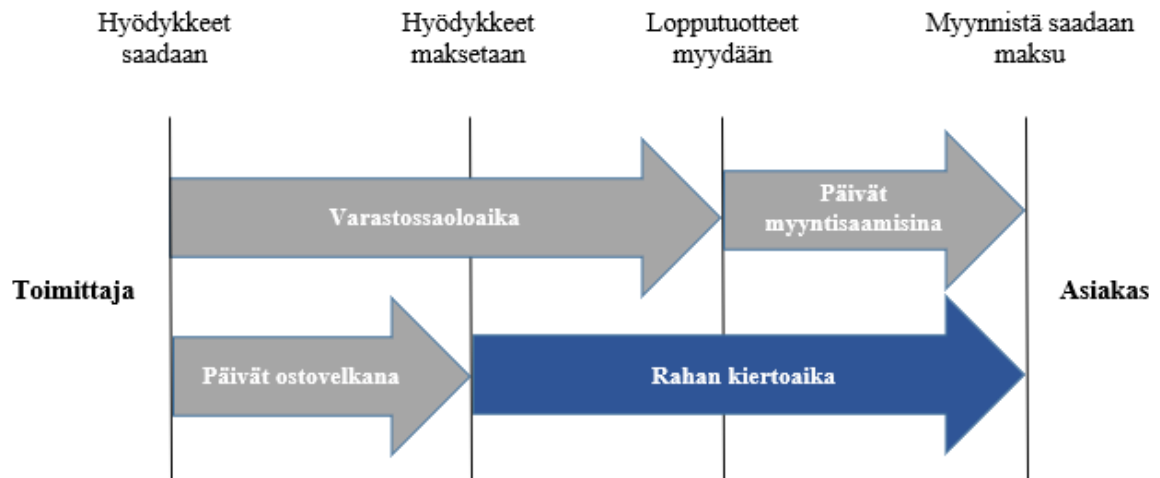 Hyödykkeet
saadaan
Hyödykkeet
maksetaan
Lopputuotteet
myydään
Myynnistä saadaan
maksu
Varastossaoloaika
Päivät
myyntisaamisina
Toimittaja
Asiakas
Päivät ostovelkana
Rahan kiertoaika